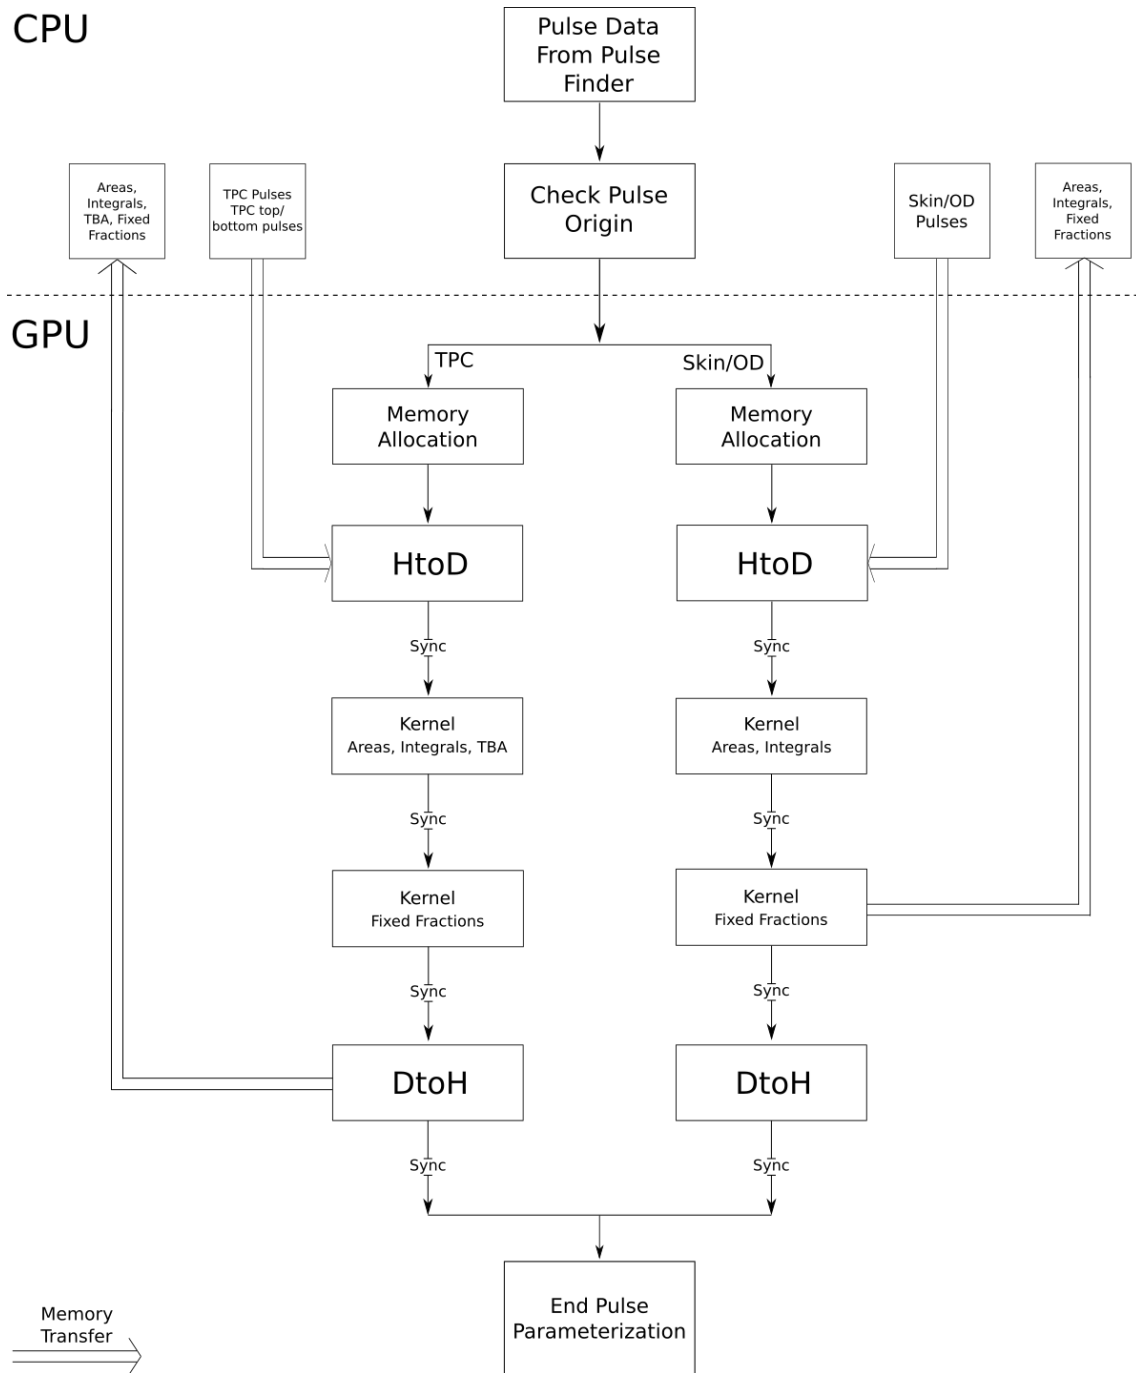 CPU
Pulse Data
From Pulse
Finder
Areas,
Integrals,
TBA, Fixed
Fractions
TPC Pulses
TPC top/
bottom pulses
Check Pulse
Origin
Skin/OD
Pulses
Areas,
Integrals,
Fixed
Fractions
GPU
TPC
Skin/OD
Memory
Allocation
Memory
Allocation
HtoD
HtoD
Sync
Sync
Kernel
Areas, Integrals, TBA
Kernel
Areas, Integrals
Sync
Sync
Kernel
Fixed Fractions
Kernel
Fixed Fractions
Sync
Sync
DtoH
DtoH
Sync
Sync
End Pulse
Parameterization
Memory
Transfer